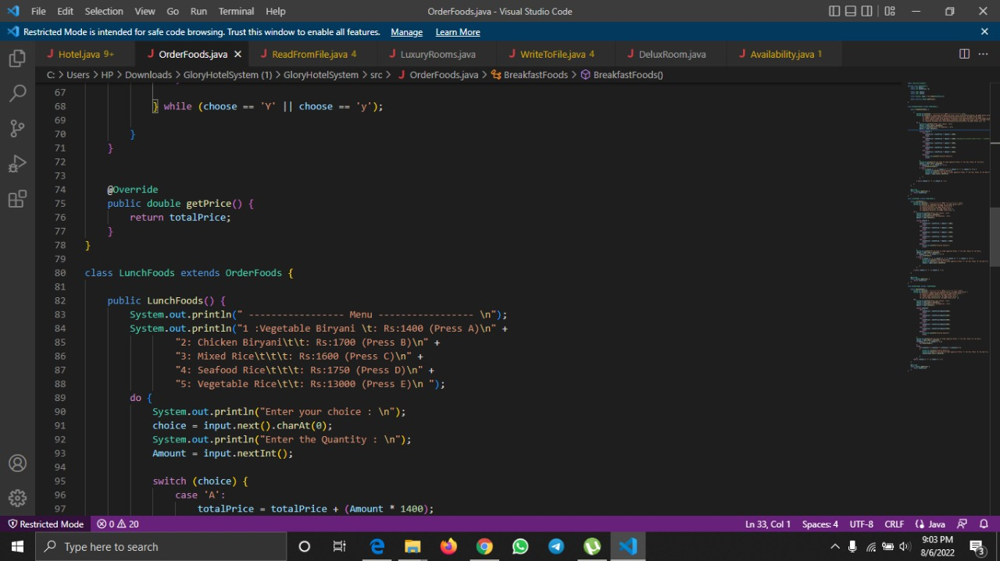 File Edit Selection View Go Run Terminal Help OrderFoods.java - Visual Studio Code
Restricted Mode is intended for safe code browsing. Trust this window to enable all features. Manage Learn More
Hotel.java 9+ OrderFoods.java ReadFromFile.java 4 LuxuryRooms.java WriteToFile.java 4 DeluxRoom.java Availability.java 1
C: > Users > HP > Downloads > GloryHotelSystem (1) > GloryHotelSystem > src > OrderFoods.java > BreakfastFoods > BreakfastFoods()
67
68 } while (choose == 'Y' || choose == 'y');
69
70 }
71 }
72
73
74 @Override
75 public double getPrice() {
76 return totalPrice;
77 }
78 }
79
80 class LunchFoods extends OrderFoods {
81
82 public LunchFoods() {
83 System.out.println(" ----------------- Menu ----------------- \n");
84 System.out.println("1 :Vegetable Biryani \t: Rs:1400 (Press A)\n" +
85 "2: Chicken Biryani\t\t: Rs:1700 (Press B)\n" +
86 "3: Mixed Rice\t\t\t: Rs:1600 (Press C)\n" +
87 "4: Seafood Rice\t\t\t: Rs:1750 (Press D)\n" +
88 "5: Vegetable Rice\t\t: Rs:13000 (Press E)\n ");
89 do {
90 System.out.println("Enter your choice : \n");
91 choice = input.next().charAt(0);
92 System.out.println("Enter the Quantity : \n");
93 Amount = input.nextInt();
94
95 switch (choice) {
96 case 'A':
97 totalPrice = totalPrice + (Amount * 1400);
Restricted Mode 0 20 Ln 33, Col 1 Spaces: 4 UTF-8 CRLF Java
Type here to search 9:03 PM
8/6/2022 3